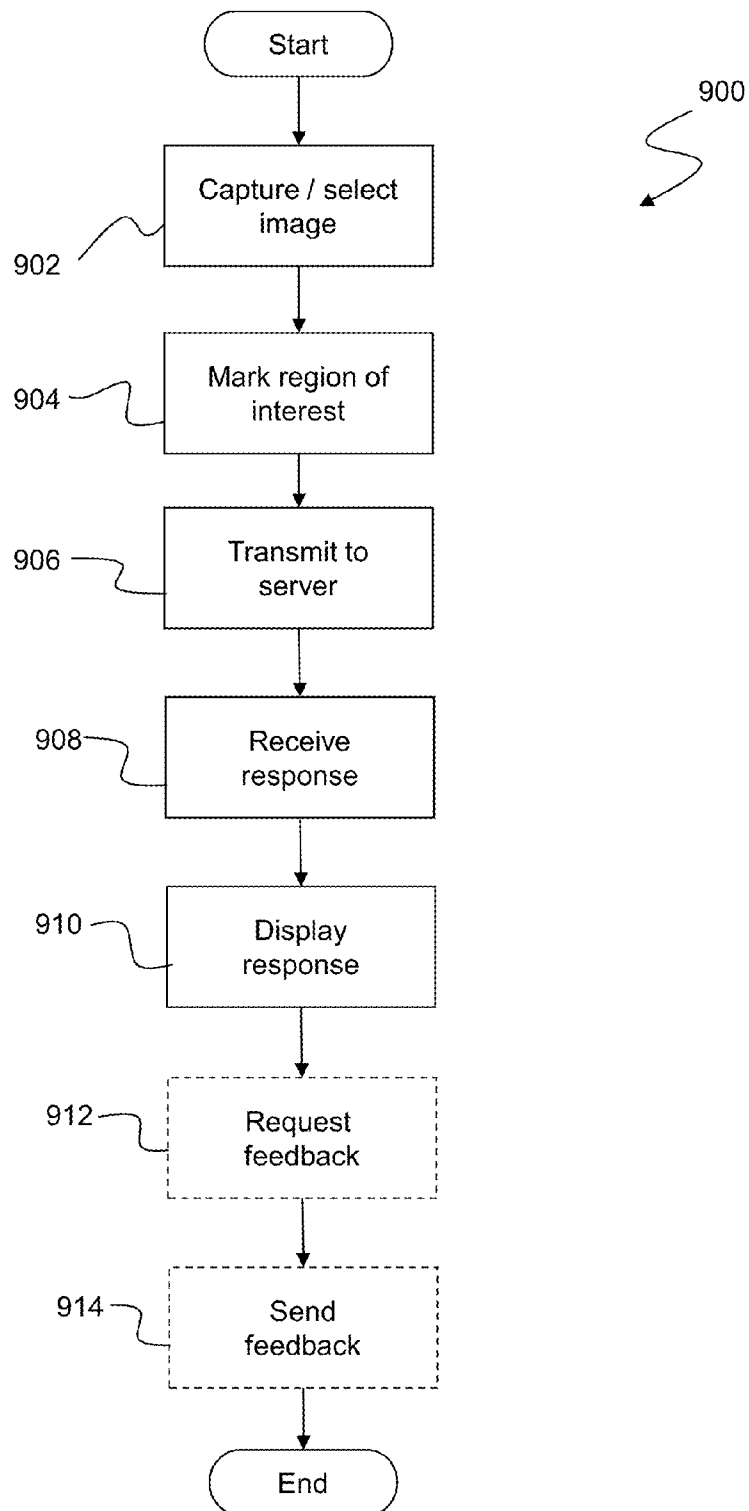 Start
900
Capture / select
image
902
Mark region of
interest
904
Transmit to
server
906
Receive
response
908
Display
response
910
Request
feedback
912
Send
feedback
914
End